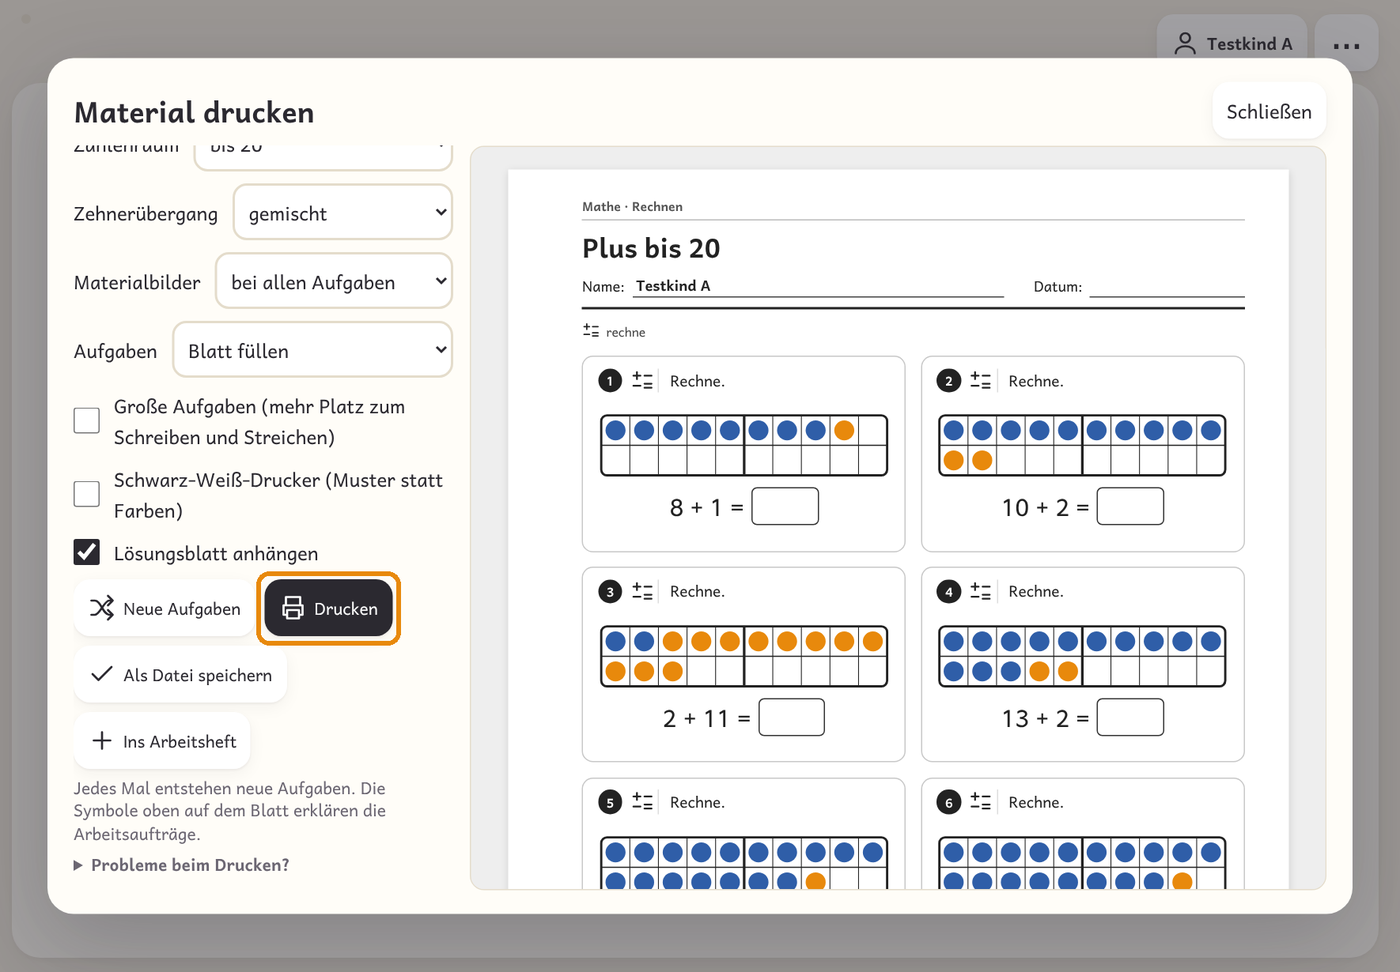 Testkind A
...
Material drucken
Schließen
Zahlenraum bis 20
Zehnerübergang gemischt
Materialbilder bei allen Aufgaben
Aufgaben Blatt füllen
Große Aufgaben (mehr Platz zum
Schreiben und Streichen)
Schwarz-Weiß-Drucker (Muster statt
Farben)
Lösungsblatt anhängen
Neue Aufgaben
Drucken
Als Datei speichern
Ins Arbeitsheft
Jedes Mal entstehen neue Aufgaben. Die
Symbole oben auf dem Blatt erklären die
Arbeitsaufträge.
Probleme beim Drucken?
Mathe · Rechnen
Plus bis 20
Name: Testkind A Datum:
rechne
1 Rechne.
8 + 1 =
2 Rechne.
10 + 2 =
3 Rechne.
2 + 11 =
4 Rechne.
13 + 2 =
5 Rechne.
6 Rechne.